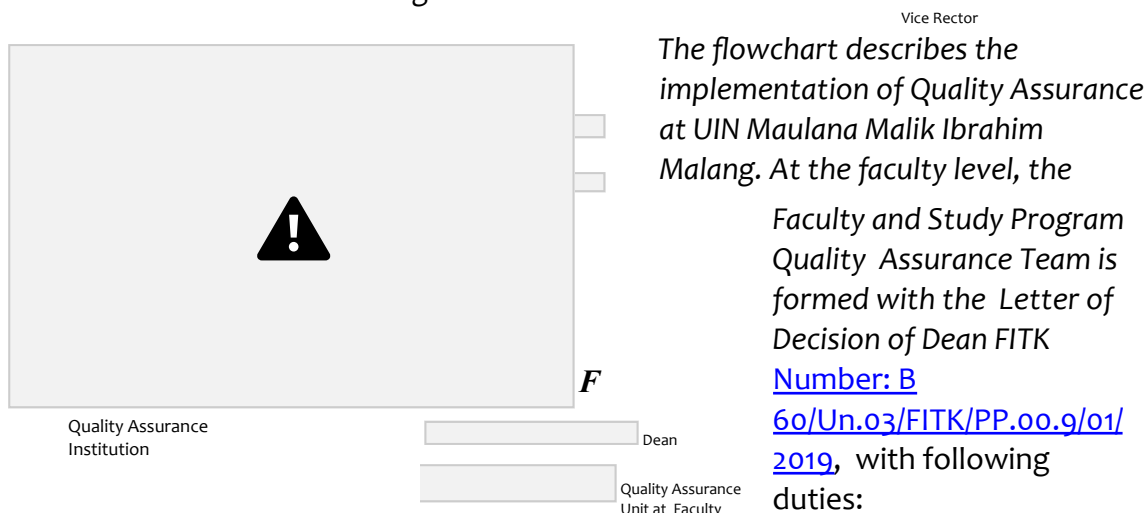 Vice Rector
The flowchart describes the
implementation of Quality Assurance
at UIN Maulana Malik Ibrahim
Malang. At the faculty level, the
Faculty and Study Program
Quality Assurance Team is
formed with the Letter of
Decision of Dean FITK
Number: B
60/Un.03/FITK/PP.00.9/01/
2019, with following
duties:
F
Quality Assurance
Institution
Dean
Quality Assurance
Unit at Faculty